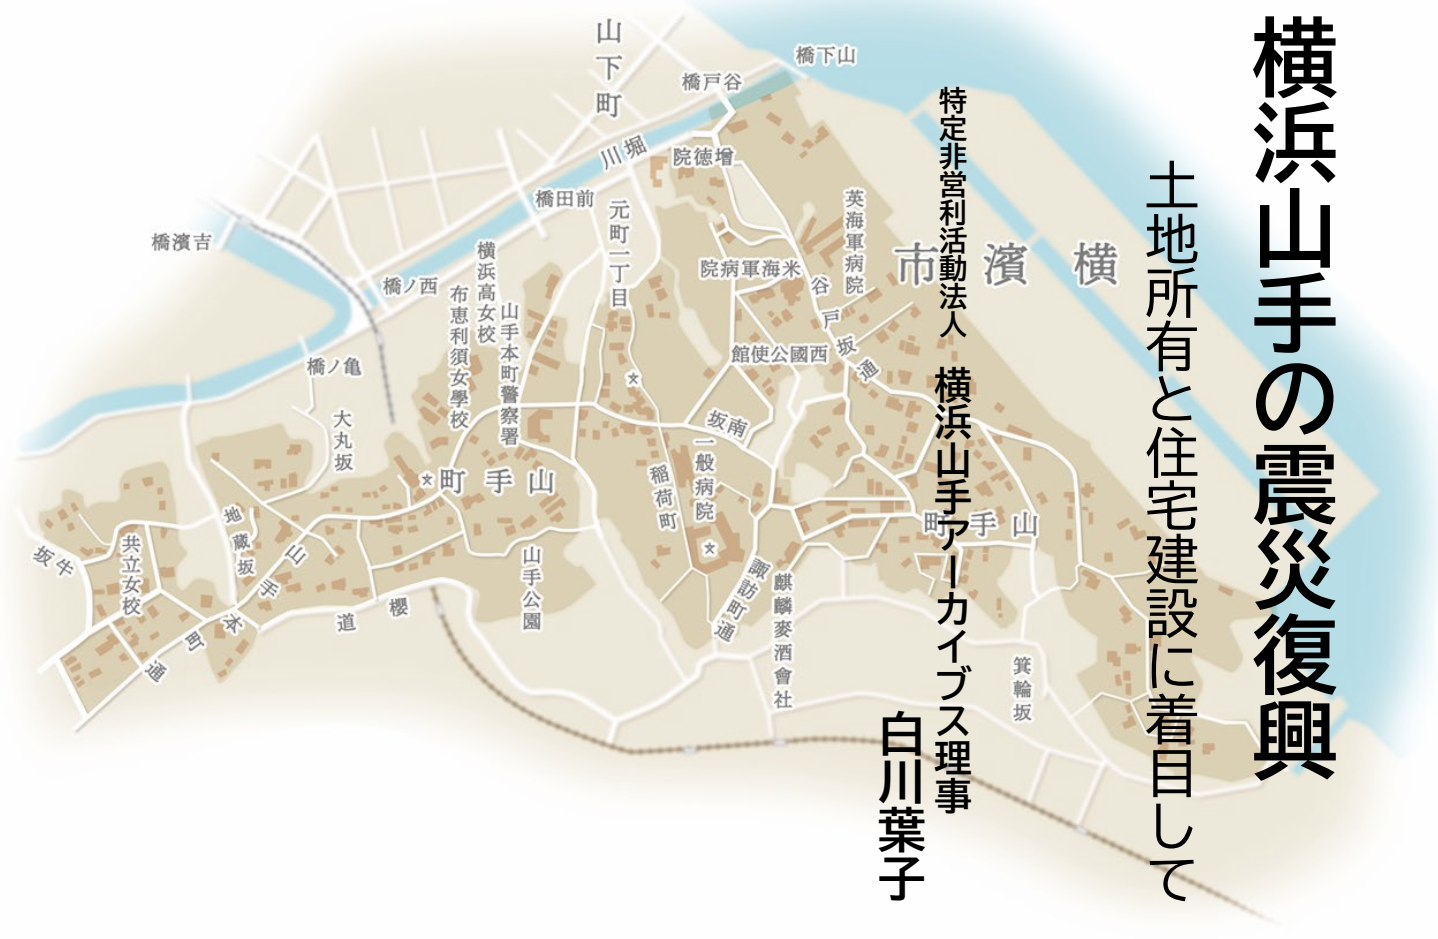 横浜山手の震災復興
土地所有と住宅建設に着目して
特定非営利活動法人 横浜山手アーカイブス理事
白川葉子
山下町
橋下山
橋戸谷
川堀
院徳増
橋田前
元町一丁目
英海軍病院
市濱横
橋濱吉
橋ノ西
横浜高女校
布恵利須女學校
山手本町警察署
院病軍海米
谷戸坂通
館使公國西
橋ノ亀
大丸坂
坂南
一般病院
稲荷町
町手山
町手山
地蔵坂
山手本町通
共立女校
坂牛
山手公園
道櫻
諏訪町通
麒麟麥酒會社
箕輪坂